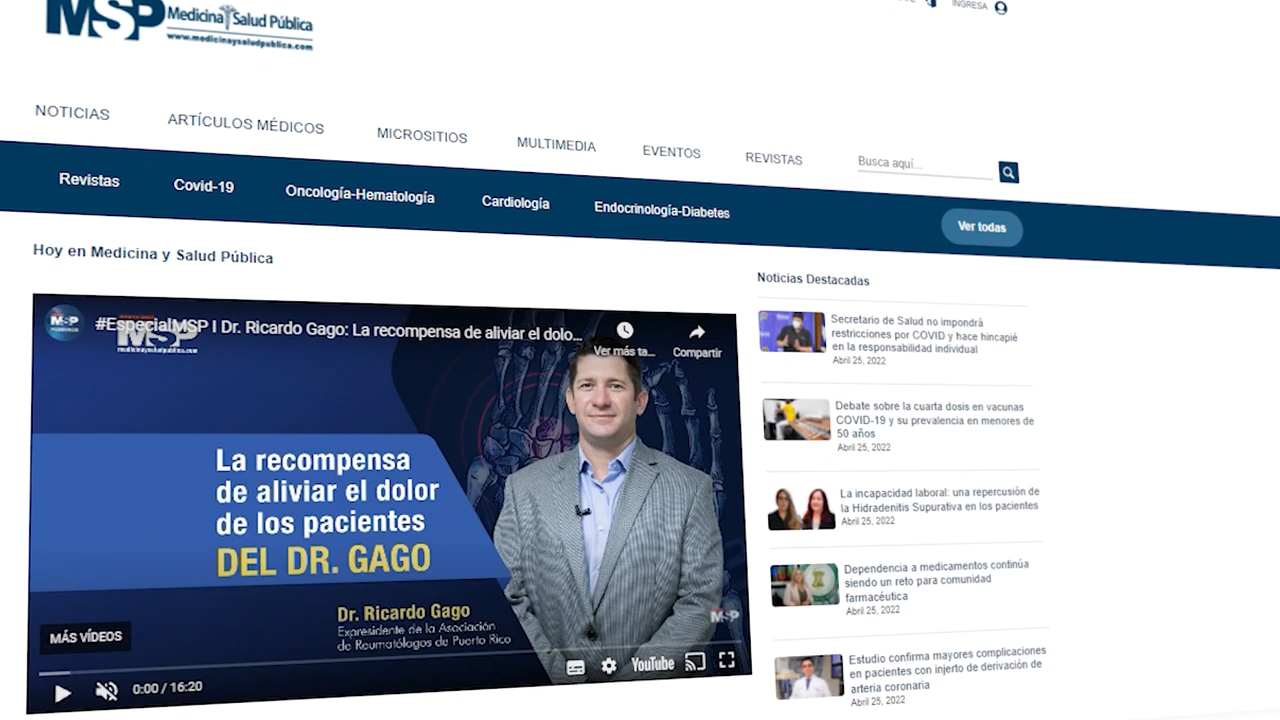 MSP Medicina y Salud Pública
www.medicinaysaludpublica.com
INGRESA
NOTICIAS
ARTÍCULOS MÉDICOS
MICROSITIOS
MULTIMEDIA
EVENTOS
REVISTAS
Busca aquí...
Revistas
Covid-19
Oncología-Hematología
Cardiología
Endocrinología-Diabetes
Ver todas
Hoy en Medicina y Salud Pública
#EspecialMSP I Dr. Ricardo Gago: La recompensa de aliviar el dolo...
Ver más ta...
Compartir
MSP
MSP
medicinaysaludpublica.com
La recompensa
de aliviar el dolor
de los pacientes
DEL DR. GAGO
Dr. Ricardo Gago
Expresidente de la Asociación
de Reumatólogos de Puerto Rico
MSP
MÁS VÍDEOS
YouTube
0:00 / 16:20
Noticias Destacadas
Secretario de Salud no impondrá
restricciones por COVID y hace hincapié
en la responsabilidad individual
Abril 25, 2022
Debate sobre la cuarta dosis en vacunas
COVID-19 y su prevalencia en menores de
50 años
Abril 25, 2022
La incapacidad laboral: una repercusión de
la Hidradenitis Supurativa en los pacientes
Abril 25, 2022
Dependencia a medicamentos continúa
siendo un reto para comunidad
farmacéutica
Abril 25, 2022
Estudio confirma mayores complicaciones
en pacientes con injerto de derivación de
arteria coronaria
Abril 25, 2022